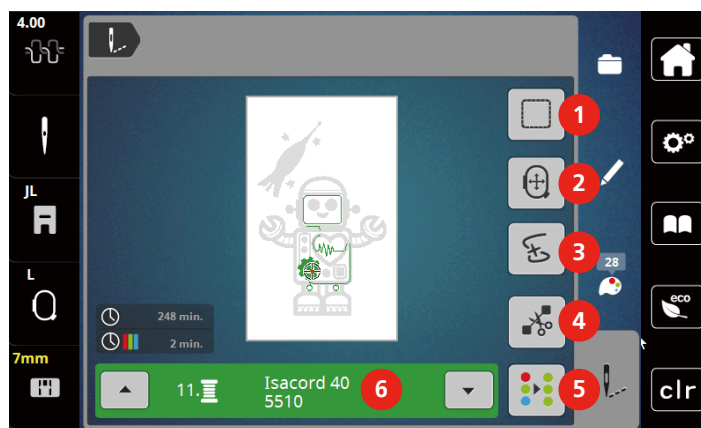 4.00
1
2
JL
3
28
L
eco
4
248 min.
2 min.
7mm
11.
Isacord 40
5510
6
5
clr